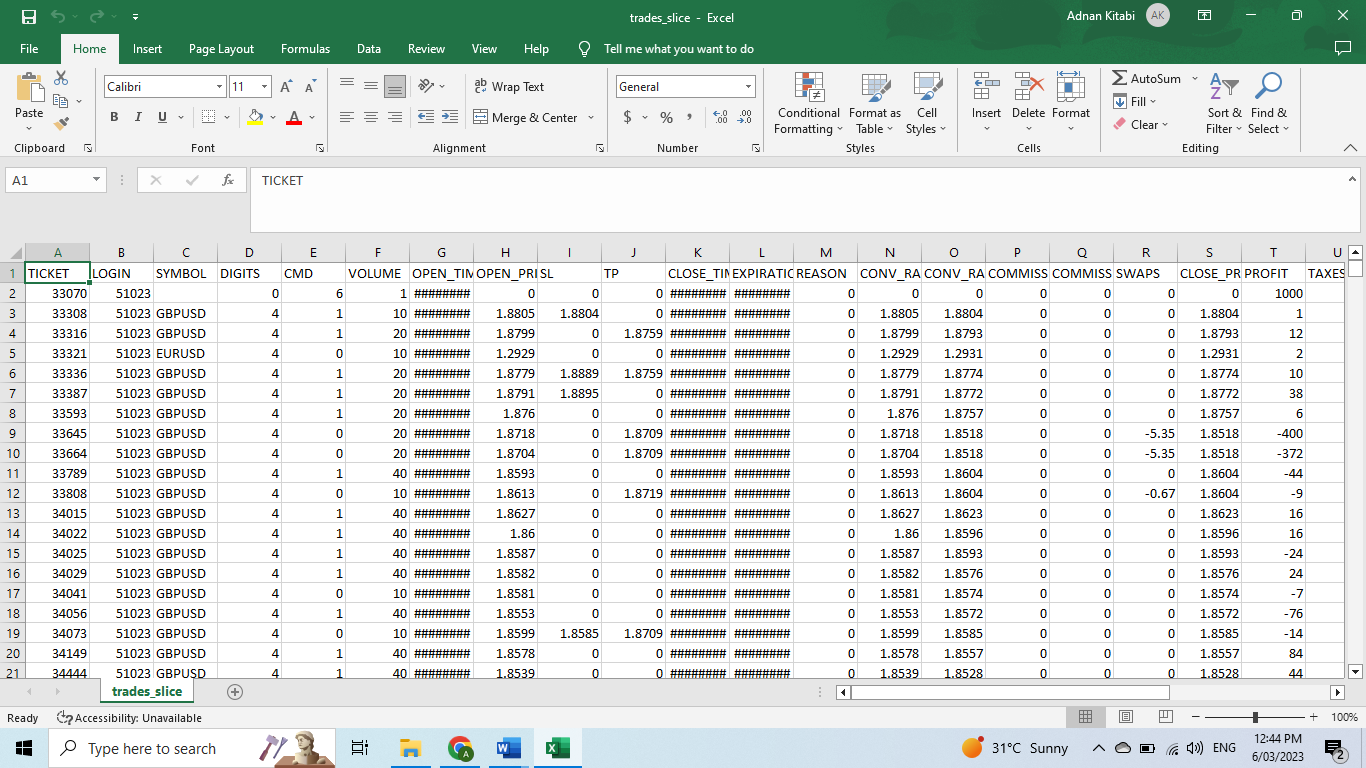 trades_slice - Excel
Adnan Kitabi AK
File Home Insert Page Layout Formulas Data Review View Help Tell me what you want to do
Paste
Clipboard
Calibri 11 A A
B I U A
Font
ab Wrap Text
Merge & Center
Alignment
General
$ % ,
Number
Conditional Formatting
Format as Table
Cell Styles
Styles
Insert Delete Format
Cells
AutoSum
Fill
Clear
Sort & Filter
Find & Select
Editing
A1 fx TICKET
A B C D E F G H I J K L M N O P Q R S T U
1 TICKET LOGIN SYMBOL DIGITS CMD VOLUME OPEN_TIM OPEN_PRI SL TP CLOSE_TIM EXPIRATIO REASON CONV_RA CONV_RA COMMISS COMMISS SWAPS CLOSE_PR PROFIT TAXES
2 33070 51023 0 6 1 ######## 0 0 0 ######## ######## 0 0 0 0 0 0 0 1000
3 33308 51023 GBPUSD 4 1 10 ######## 1.8805 1.8804 0 ######## ######## 0 1.8805 1.8804 0 0 0 1.8804 1
4 33316 51023 GBPUSD 4 1 20 ######## 1.8799 0 1.8759 ######## ######## 0 1.8799 1.8793 0 0 0 1.8793 12
5 33321 51023 EURUSD 4 0 10 ######## 1.2929 0 0 ######## ######## 0 1.2929 1.2931 0 0 0 1.2931 2
6 33336 51023 GBPUSD 4 1 20 ######## 1.8779 1.8889 1.8759 ######## ######## 0 1.8779 1.8774 0 0 0 1.8774 10
7 33387 51023 GBPUSD 4 1 20 ######## 1.8791 1.8895 0 ######## ######## 0 1.8791 1.8772 0 0 0 1.8772 38
8 33593 51023 GBPUSD 4 1 20 ######## 1.876 0 0 ######## ######## 0 1.876 1.8757 0 0 0 1.8757 6
9 33645 51023 GBPUSD 4 0 20 ######## 1.8718 0 1.8709 ######## ######## 0 1.8718 1.8518 0 0 -5.35 1.8518 -400
10 33664 51023 GBPUSD 4 0 20 ######## 1.8704 0 1.8709 ######## ######## 0 1.8704 1.8518 0 0 -5.35 1.8518 -372
11 33789 51023 GBPUSD 4 1 40 ######## 1.8593 0 0 ######## ######## 0 1.8593 1.8604 0 0 0 1.8604 -44
12 33808 51023 GBPUSD 4 0 10 ######## 1.8613 0 1.8719 ######## ######## 0 1.8613 1.8604 0 0 -0.67 1.8604 -9
13 34015 51023 GBPUSD 4 1 40 ######## 1.8627 0 0 ######## ######## 0 1.8627 1.8623 0 0 0 1.8623 16
14 34022 51023 GBPUSD 4 1 40 ######## 1.86 0 0 ######## ######## 0 1.86 1.8596 0 0 0 1.8596 16
15 34025 51023 GBPUSD 4 1 40 ######## 1.8587 0 0 ######## ######## 0 1.8587 1.8593 0 0 0 1.8593 -24
16 34029 51023 GBPUSD 4 1 40 ######## 1.8582 0 0 ######## ######## 0 1.8582 1.8576 0 0 0 1.8576 24
17 34041 51023 GBPUSD 4 0 10 ######## 1.8581 0 0 ######## ######## 0 1.8581 1.8574 0 0 0 1.8574 -7
18 34056 51023 GBPUSD 4 1 40 ######## 1.8553 0 0 ######## ######## 0 1.8553 1.8572 0 0 0 1.8572 -76
19 34073 51023 GBPUSD 4 0 10 ######## 1.8599 1.8585 1.8709 ######## ######## 0 1.8599 1.8585 0 0 0 1.8585 -14
20 34149 51023 GBPUSD 4 1 40 ######## 1.8578 0 0 ######## ######## 0 1.8578 1.8557 0 0 0 1.8557 84
21 34444 51023 GBPUSD 4 1 40 ######## 1.8539 0 0 ######## ######## 0 1.8539 1.8528 0 0 0 1.8528 44
trades_slice
Ready Accessibility: Unavailable 100%
Type here to search 31°C Sunny ENG 12:44 PM
6/03/2023 2